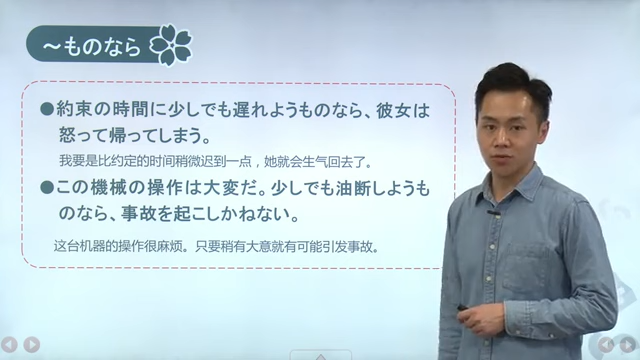 ～ものなら
●約束の時間に少しでも遅れようものなら、彼女は
怒って帰ってしまう。
我要是比约定的时间稍微迟到一点，她就会生气回去了。
●この機械の操作は大変だ。少しでも油断しようも
のなら、事故を起こしかねない。
这台机器的操作很麻烦。只要稍有大意就有可能引发事故。